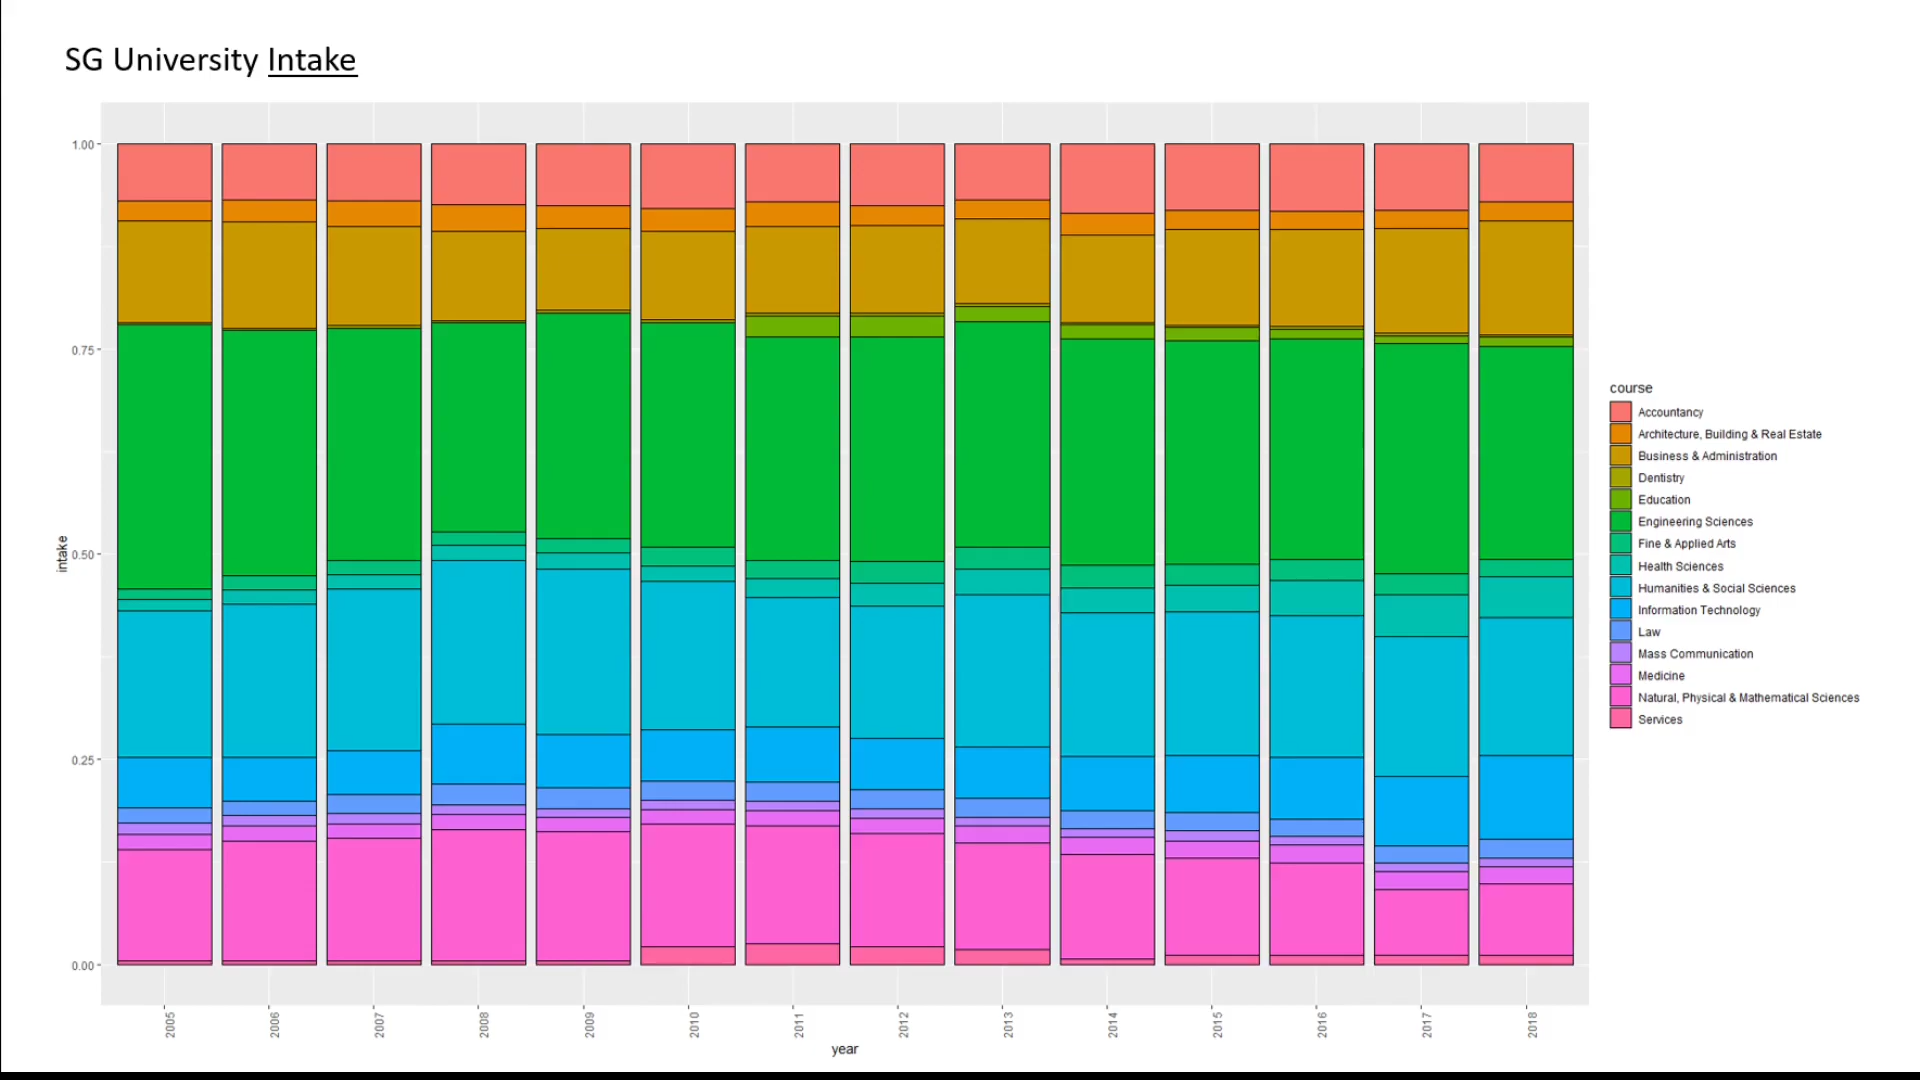 SG University Intake
1.00
0.75
0.50
0.25
0.00
intake
2005
2006
2007
2008
2009
2010
2011
2012
2013
2014
2015
2016
2017
2018
year
course
Accountancy
Architecture, Building & Real Estate
Business & Administration
Dentistry
Education
Engineering Sciences
Fine & Applied Arts
Health Sciences
Humanities & Social Sciences
Information Technology
Law
Mass Communication
Medicine
Natural, Physical & Mathematical Sciences
Services